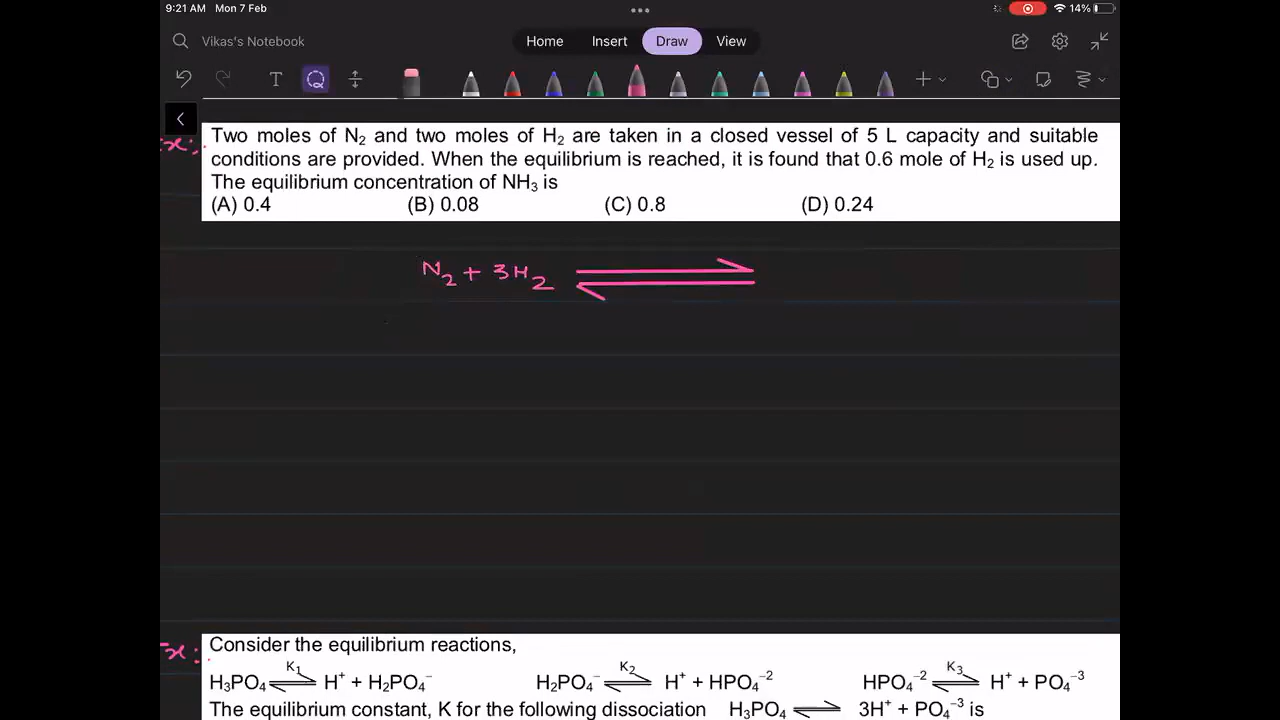 9:21 AM Mon 7 Feb
14%
Vikas's Notebook
Home Insert Draw View
T
Two moles of N₂ and two moles of H₂ are taken in a closed vessel of 5 L capacity and suitable
conditions are provided. When the equilibrium is reached, it is found that 0.6 mole of H₂ is used up.
The equilibrium concentration of NH₃ is
(A) 0.4 (B) 0.08 (C) 0.8 (D) 0.24
N₂ + 3H₂ ⇌
Consider the equilibrium reactions,
K₁ K₂ K₃
H₃PO₄ ⇌ H⁺ + H₂PO₄⁻ H₂PO₄⁻ ⇌ H⁺ + HPO₄⁻² HPO₄⁻² ⇌ H⁺ + PO₄⁻³
The equilibrium constant, K for the following dissociation H₃PO₄ ⇌ 3H⁺ + PO₄⁻³ is